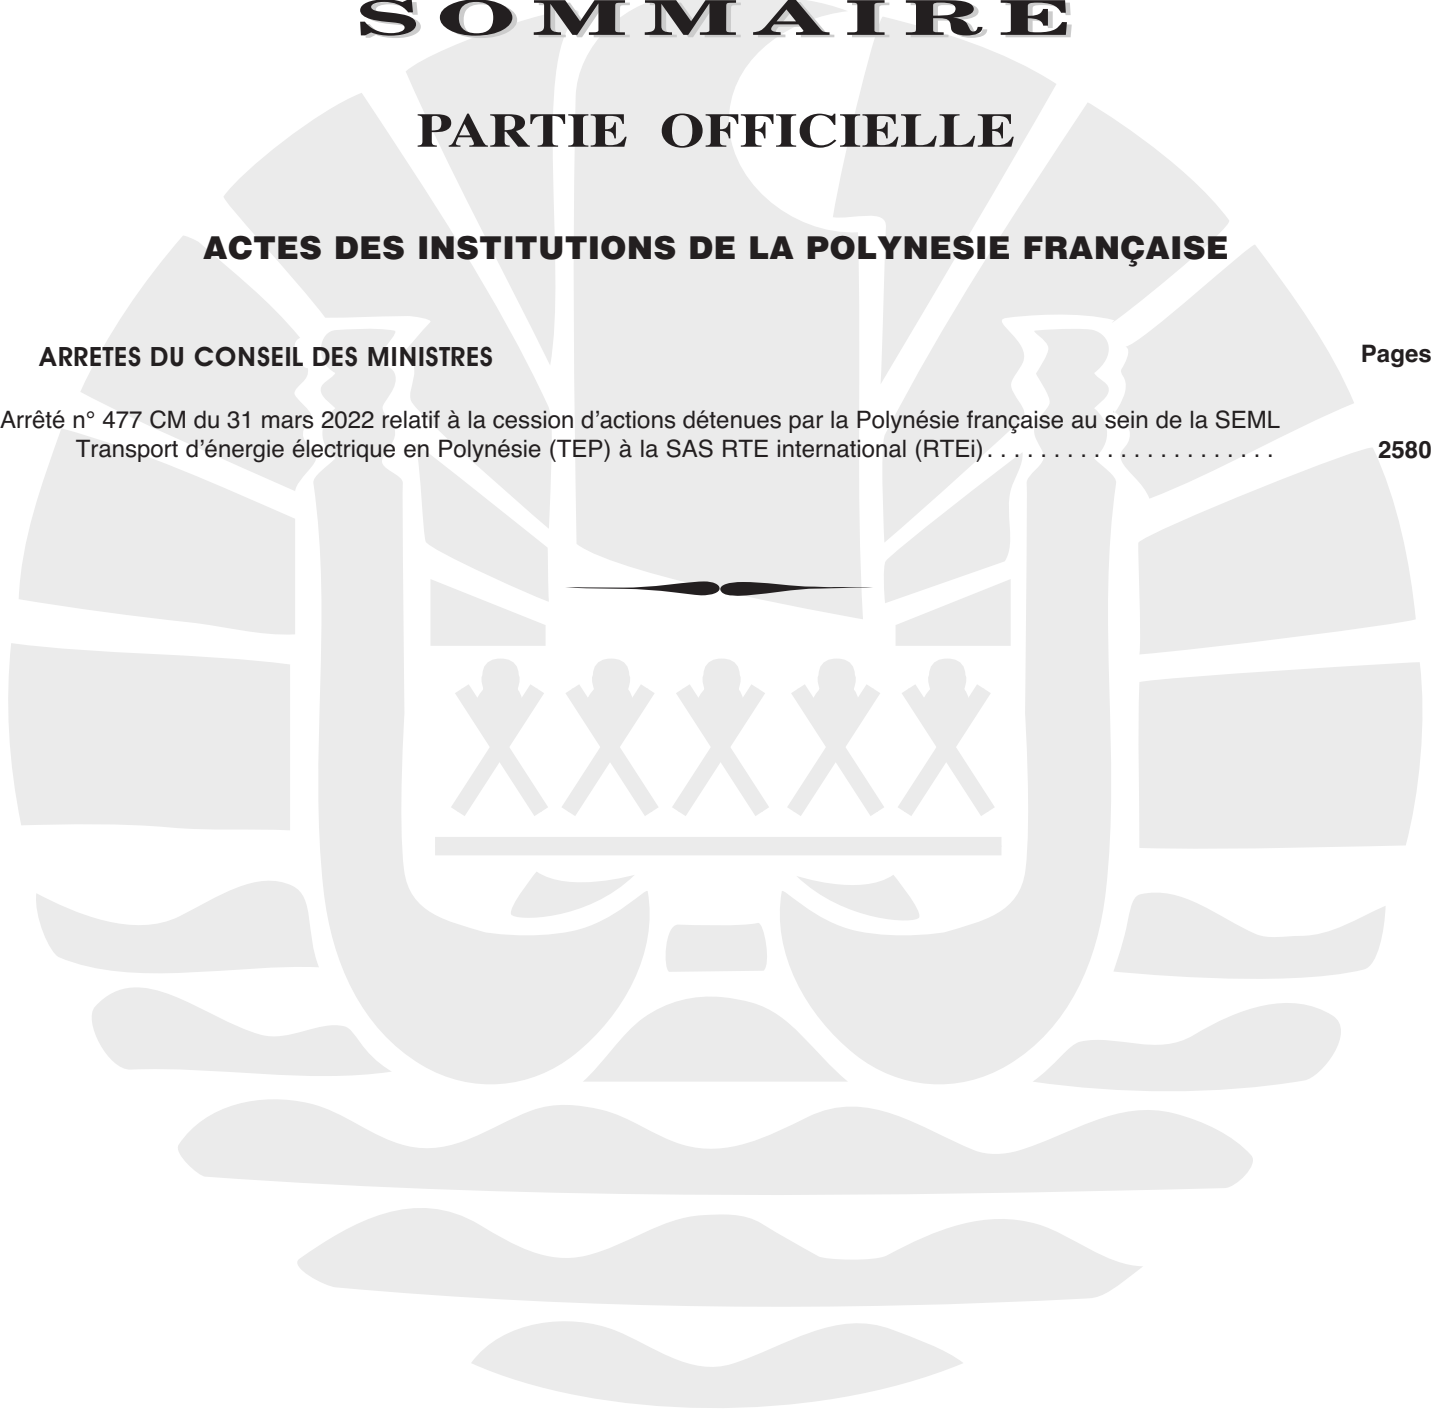 SOMMAIRE
PARTIE OFFICIELLE
ACTES DES INSTITUTIONS DE LA POLYNESIE FRANÇAISE
ARRETES DU CONSEIL DES MINISTRES Pages
Arrêté n° 477 CM du 31 mars 2022 relatif à la cession d’actions détenues par la Polynésie française au sein de la SEML
Transport d’énergie électrique en Polynésie (TEP) à la SAS RTE international (RTEi) . . . . . . . . . . . . . . . . . . . . . . 2580